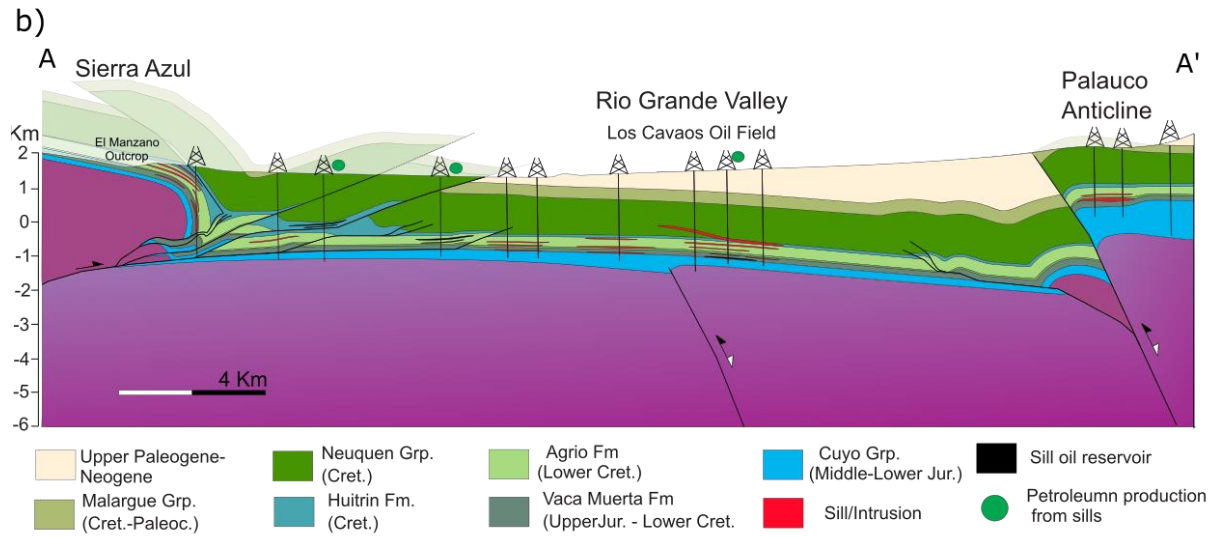 b)
A
A'
Sierra Azul
Palauco
Anticline
Rio Grande Valley
Los Cavaos Oil Field
Km
El Manzano
Outcrop
2
1
0
-1
-2
-3
-4
-5
-6
4 Km
Upper Paleogene-
Neogene
Malargue Grp.
(Cret.-Paleoc.)
Neuquen Grp.
(Cret.)
Huitrin Fm.
(Cret.)
Agrio Fm
(Lower Cret.)
Vaca Muerta Fm
(UpperJur. - Lower Cret.
Cuyo Grp.
(Middle-Lower Jur.)
Sill/Intrusion
Sill oil reservoir
Petroleumn production
from sills